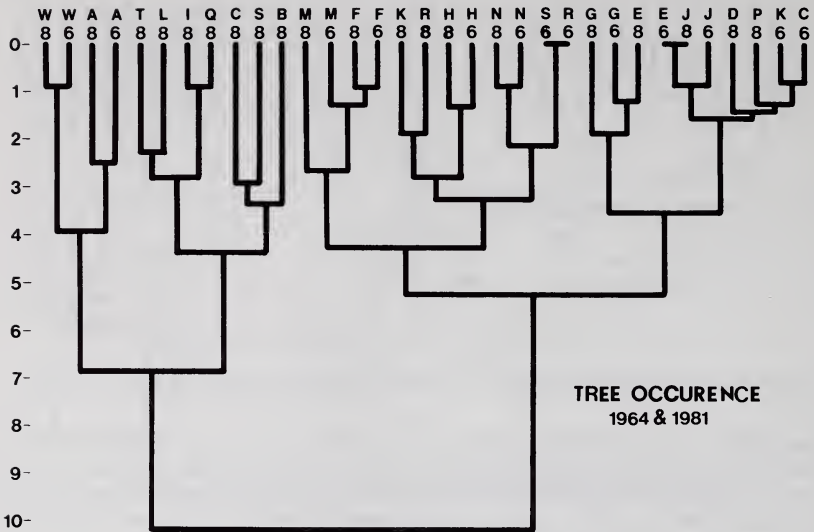 W W A A T L I Q C S B M M F F K R H H N N S R G G E E J J D P K C
8 6 8 6 8 8 8 8 8 8 8 8 6 8 6 8 8 8 6 8 6 6 6 8 6 8 6 8 6 8 8 6 6
0-
1-
2-
3-
4-
5-
6-
7-
TREE OCCURENCE
1964 & 1981
8-
9-
10-